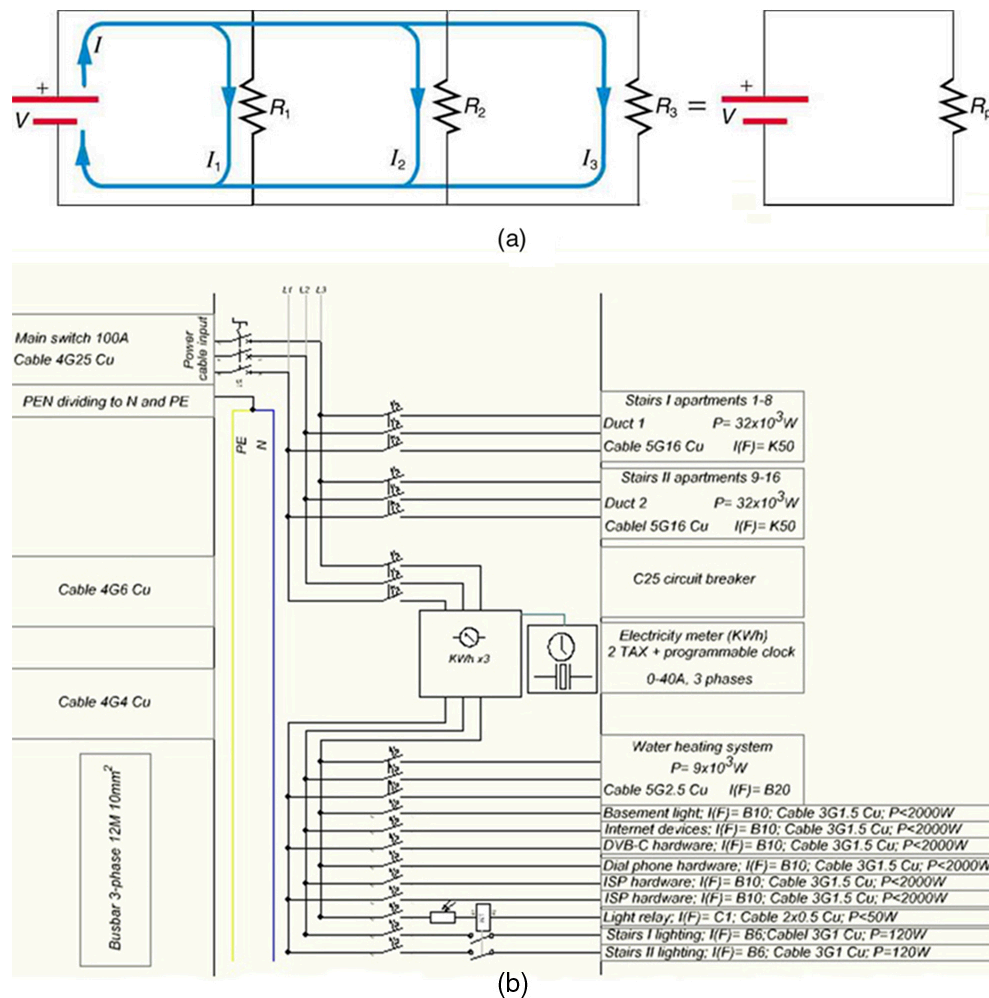 I
+
V
R1
I1
R2
I2
R3
I3
=
+
V
Rp
(a)
L1 L2 L3
Main switch 100A
Cable 4G25 Cu
Power cable input
PEN dividing to N and PE
PE
N
Stairs I apartments 1-8
Duct 1 P= 32x10³W
Cable 5G16 Cu I(F)= K50
Stairs II apartments 9-16
Duct 2 P= 32x10³W
Cablel 5G16 Cu I(F)= K50
Cable 4G6 Cu
C25 circuit breaker
KWh x3
Electricity meter (KWh)
2 TAX + programmable clock
0-40A, 3 phases
Cable 4G4 Cu
Busbar 3-phase 12M 10mm²
Water heating system
P= 9x10³W
Cable 5G2.5 Cu I(F)= B20
Basement light; I(F)= B10; Cable 3G1.5 Cu; P<2000W
Internet devices; I(F)= B10; Cable 3G1.5 Cu; P<2000W
DVB-C hardware; I(F)= B10; Cable 3G1.5 Cu; P<2000W
Dial phone hardware; I(F)= B10; Cable 3G1.5 Cu; P<2000W
ISP hardware; I(F)= B10; Cable 3G1.5 Cu; P<2000W
ISP hardware; I(F)= B10; Cable 3G1.5 Cu; P<2000W
Light relay; I(F)= C1; Cable 2x0.5 Cu; P<50W
Stairs I lighting; I(F)= B6;Cablel 3G1 Cu; P=120W
Stairs II lighting; I(F)= B6; Cable 3G1 Cu; P=120W
(b)